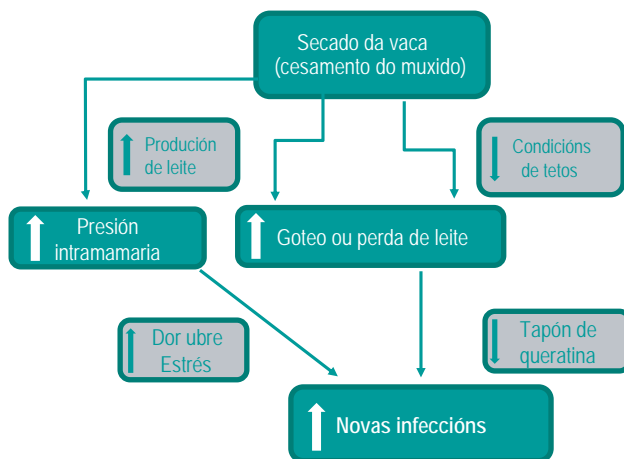 Secado da vaca
(cesamento do muxido)
Produción
de leite
Condicións
de tetos
Presión
intramamaria
Goteo ou perda de leite
Dor ubre
Estrés
Tapón de
queratina
Novas infeccións